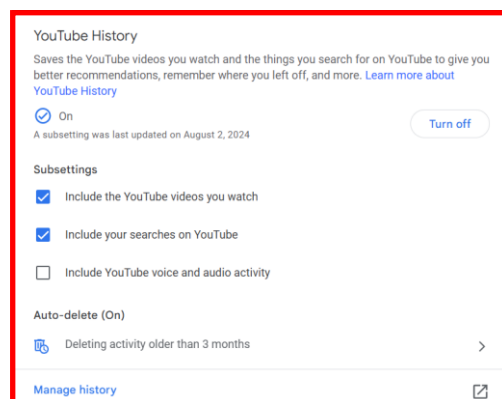 YouTube History
Saves the YouTube videos you watch and the things you search for on YouTube to give you
better recommendations, remember where you left off, and more. Learn more about
YouTube History
On
A subsetting was last updated on August 2, 2024
Turn off
Subsettings
Include the YouTube videos you watch
Include your searches on YouTube
Include YouTube voice and audio activity
Auto-delete (On)
Deleting activity older than 3 months
Manage history